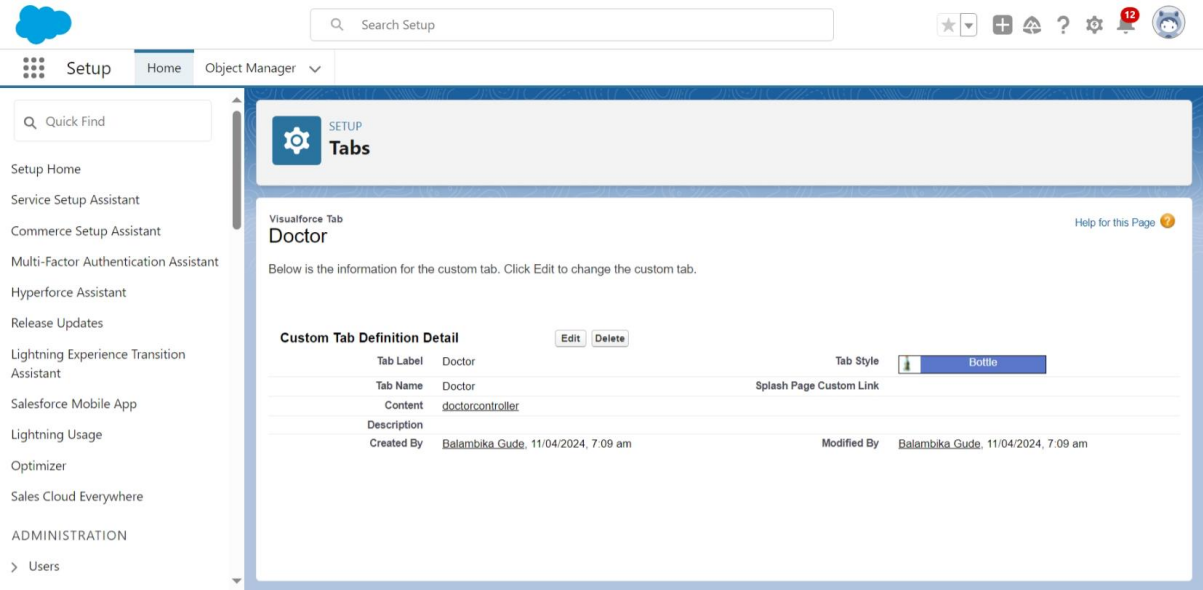 Search Setup
12
Setup
Home
Object Manager
Quick Find
Setup Home
Service Setup Assistant
Commerce Setup Assistant
Multi-Factor Authentication Assistant
Hyperforce Assistant
Release Updates
Lightning Experience Transition
Assistant
Salesforce Mobile App
Lightning Usage
Optimizer
Sales Cloud Everywhere
ADMINISTRATION
Users
SETUP
Tabs
Visualforce Tab
Doctor
Help for this Page ?
Below is the information for the custom tab. Click Edit to change the custom tab.
Custom Tab Definition Detail Edit Delete
Tab Label Doctor Tab Style Bottle
Tab Name Doctor Splash Page Custom Link
Content doctorcontroller
Description
Created By Balambika Gude, 11/04/2024, 7:09 am Modified By Balambika Gude, 11/04/2024, 7:09 am